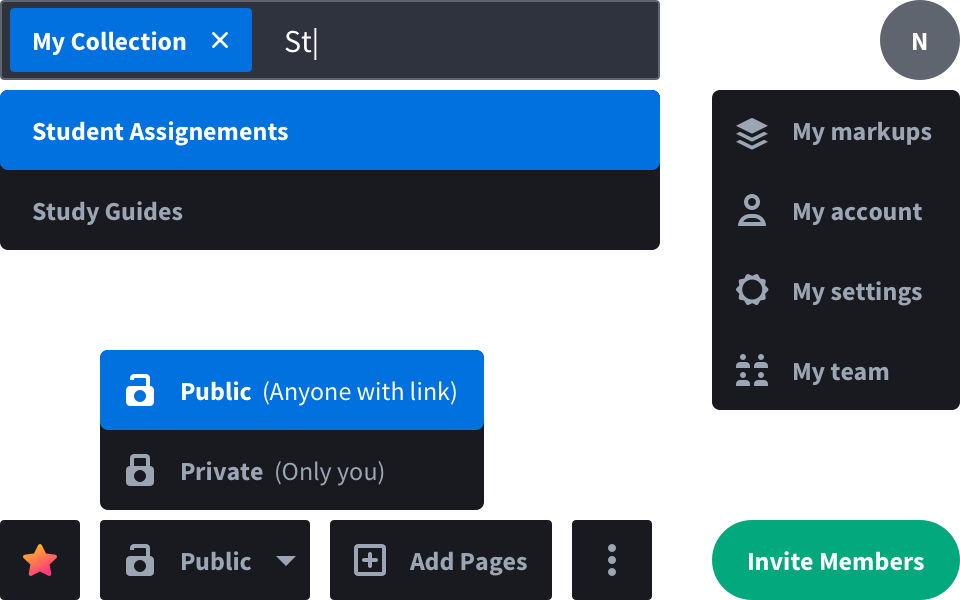 My Collection St
N
Student Assignements
Study Guides
My markups
My account
My settings
My team
Public (Anyone with link)
Private (Only you)
Public
Add Pages
Invite Members